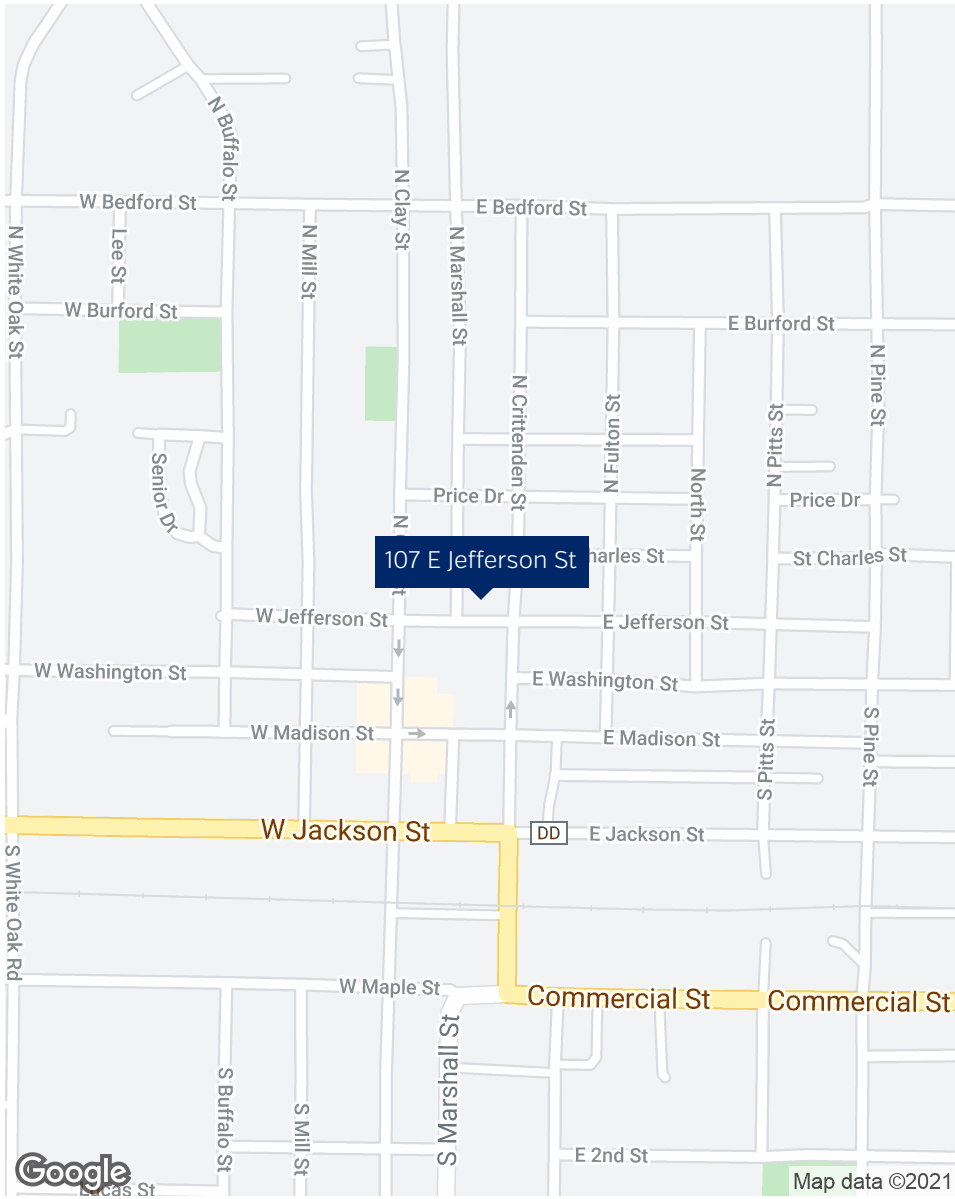 N Buffalo St
W Bedford St
E Bedford St
N White Oak St
Lee St
N Mill St
N Clay St
N Marshall St
W Burford St
E Burford St
N Pine St
N Crittenden St
N Fulton St
N Pitts St
Senior Dr
Price Dr
North St
Price Dr
N
107 E Jefferson St
harles St
St Charles St
W Jefferson St
E Jefferson St
W Washington St
E Washington St
W Madison St
E Madison St
S Pitts St
S Pine St
W Jackson St
DD
E Jackson St
S White Oak Rd
W Maple St
Commercial St
Commercial St
S Marshall St
S Buffalo St
S Mill St
E 2nd St
Google
Lucas St
Map data ©2021